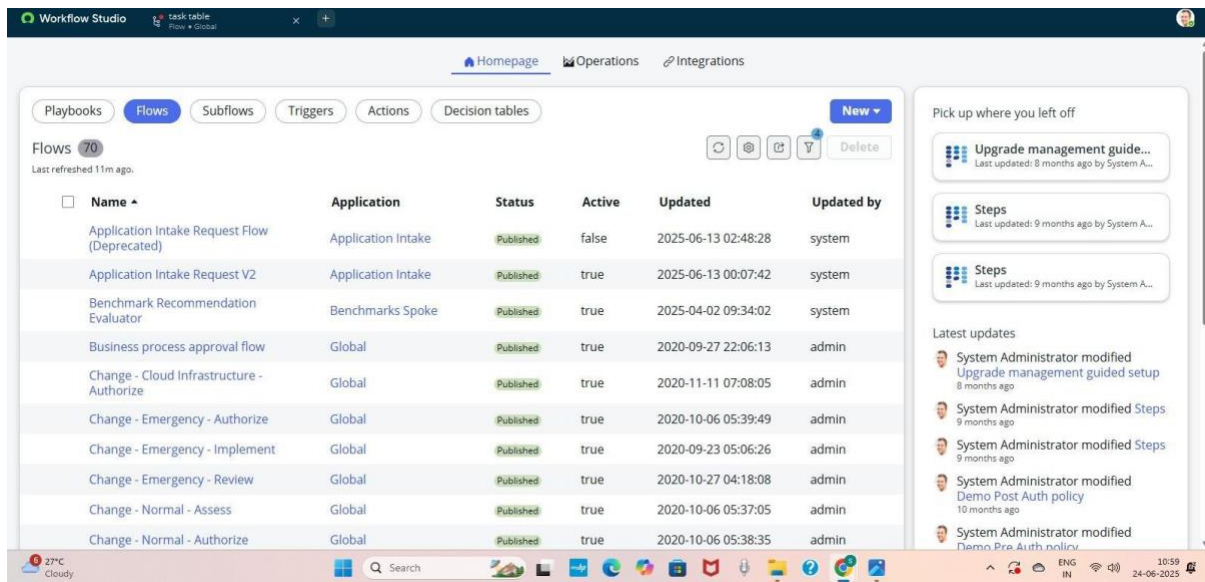 Workflow Studio
task table
Flow • Global
Homepage
Operations
Integrations
Playbooks
Flows
Subflows
Triggers
Actions
Decision tables
New
Flows 70
Last refreshed 11m ago.
4
Delete
Name Application Status Active Updated Updated by
Application Intake Request Flow
(Deprecated) Application Intake Published false 2025-06-13 02:48:28 system
Application Intake Request V2 Application Intake Published true 2025-06-13 00:07:42 system
Benchmark Recommendation
Evaluator Benchmarks Spoke Published true 2025-04-02 09:34:02 system
Business process approval flow Global Published true 2020-09-27 22:06:13 admin
Change - Cloud Infrastructure -
Authorize Global Published true 2020-11-11 07:08:05 admin
Change - Emergency - Authorize Global Published true 2020-10-06 05:39:49 admin
Change - Emergency - Implement Global Published true 2020-09-23 05:06:26 admin
Change - Emergency - Review Global Published true 2020-10-27 04:18:08 admin
Change - Normal - Assess Global Published true 2020-10-06 05:37:05 admin
Change - Normal - Authorize Global Published true 2020-10-06 05:38:35 admin
Pick up where you left off
Upgrade management guide...
Last updated: 8 months ago by System A...
Steps
Last updated: 9 months ago by System A...
Steps
Last updated: 9 months ago by System A...
Latest updates
System Administrator modified
Upgrade management guided setup
8 months ago
System Administrator modified Steps
9 months ago
System Administrator modified Steps
9 months ago
System Administrator modified
Demo Post Auth policy
10 months ago
System Administrator modified
Demo Pre Auth policy
6
27°C
Cloudy
Search
ENG
IN
10:59
24-06-2025